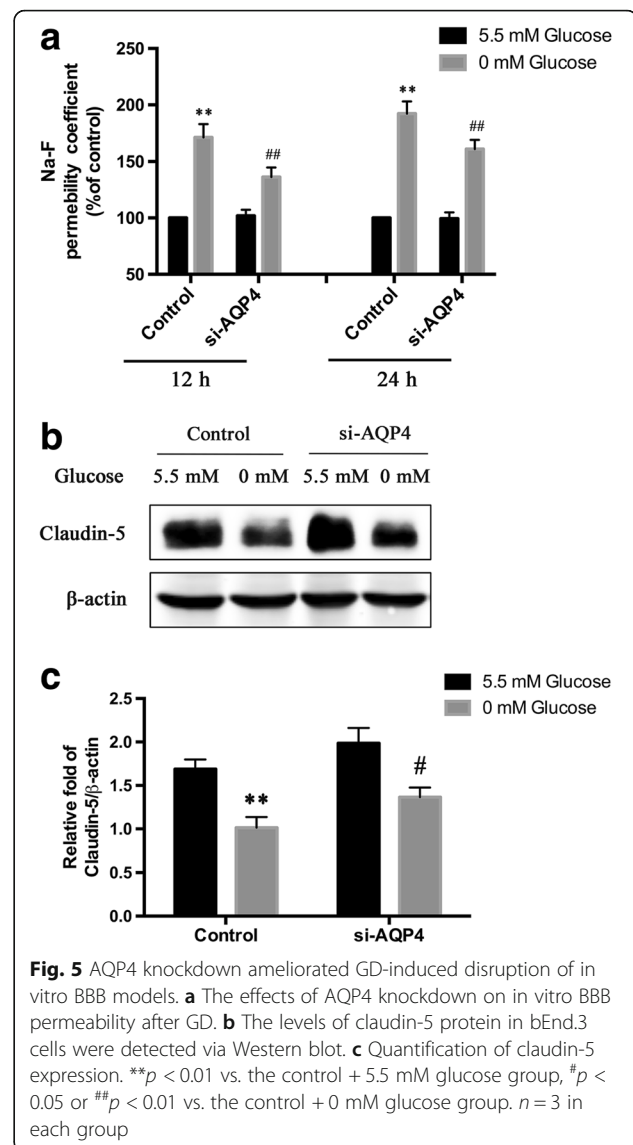 a
5.5 mM Glucose
0 mM Glucose
Na-F
permebility coefficient
(%of control)
250
200
150
100
50
**
##
**
##
Control
si-AQP4
Control
si-AQP4
12 h
24 h
b
Control
si-AQP4
Glucose
5.5 mM
0 mM
5.5 mM
0 mM
Claudin-5
β-actin
c
5.5 mM Glucose
0 mM Glucose
Relative fold of
Claudin-5/β-actin
2.5
2.0
1.5
1.0
0.5
0.0
**
#
Control
si-AQP4
Fig. 5 AQP4 knockdown ameliorated GD-induced disruption of in
vitro BBB models. a The effects of AQP4 knockdown on in vitro BBB
permeability after GD. b The levels of claudin-5 protein in bEnd.3
cells were detected via Western blot. c Quantification of claudin-5
expression. **p < 0.01 vs. the control + 5.5 mM glucose group, #p <
0.05 or ##p < 0.01 vs. the control + 0 mM glucose group. n = 3 in
each group